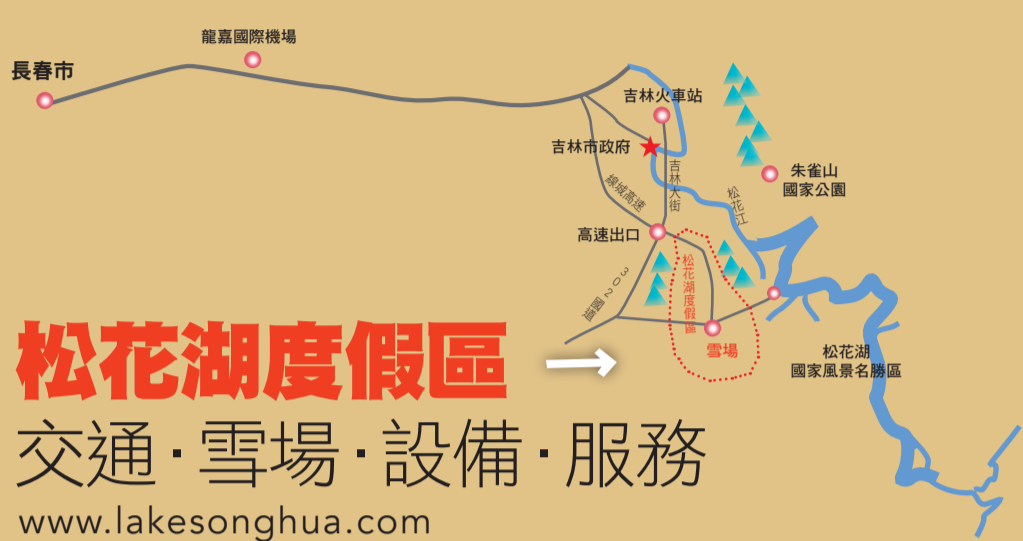 龍嘉國際機場
長春市
吉林火車站
吉林市政府
吉林大街
朱雀山
國家公園
線城高速
松花江
高速出口
松花湖度假區
302國道
雪場
松花湖
國家風景名勝區
松花湖度假區
交通·雪場·設備·服務
www.lakesonghua.com